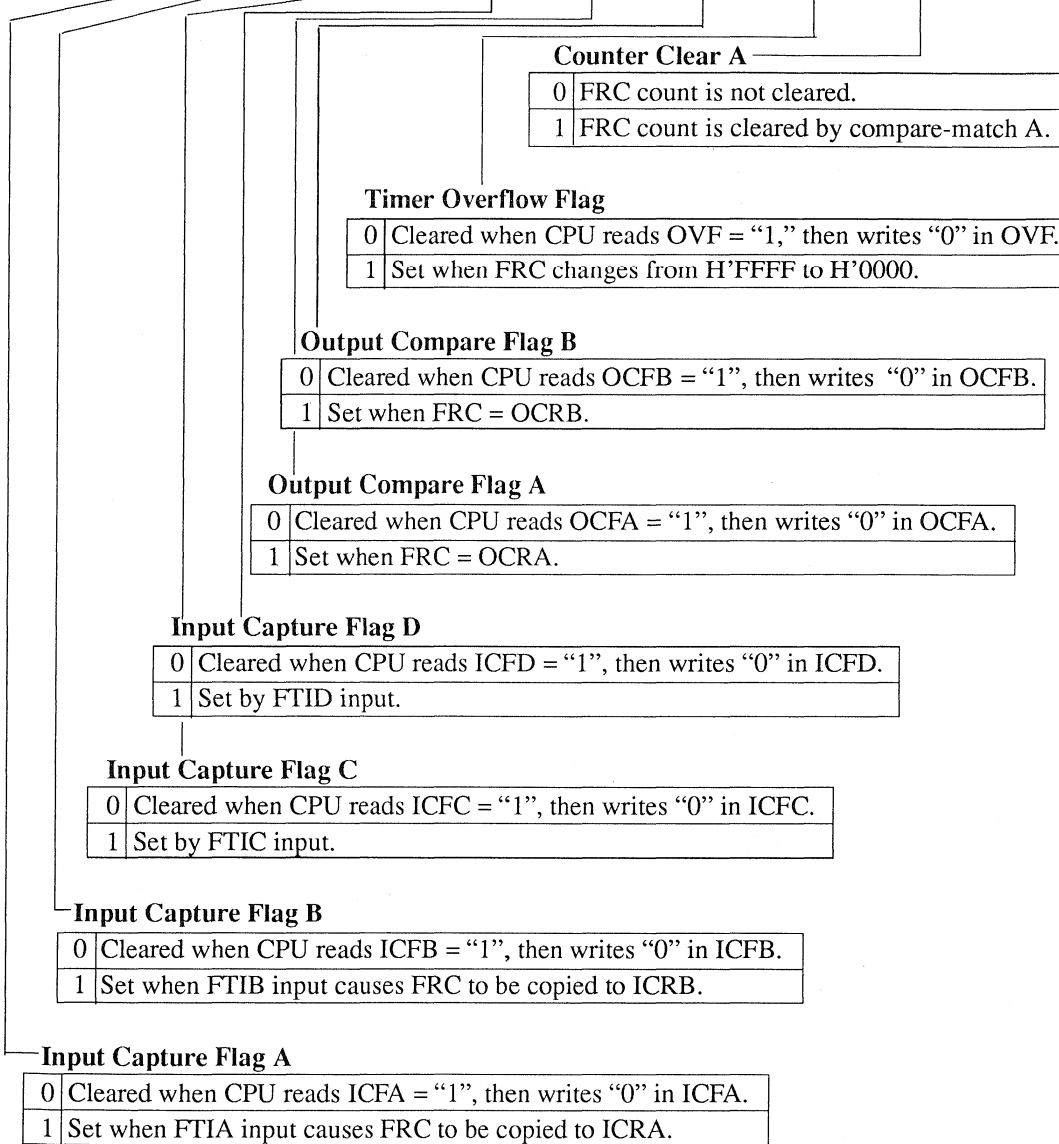 Counter Clear A
0 FRC count is not cleared.
1 FRC count is cleared by compare-match A.
Timer Overflow Flag
0 Cleared when CPU reads OVF = “1,” then writes “0” in OVF.
1 Set when FRC changes from H’FFFF to H’0000.
Output Compare Flag B
0 Cleared when CPU reads OCFB = “1”, then writes “0” in OCFB.
1 Set when FRC = OCRB.
Output Compare Flag A
0 Cleared when CPU reads OCFA = “1”, then writes “0” in OCFA.
1 Set when FRC = OCRA.
Input Capture Flag D
0 Cleared when CPU reads ICFD = “1”, then writes “0” in ICFD.
1 Set by FTID input.
Input Capture Flag C
0 Cleared when CPU reads ICFC = “1”, then writes “0” in ICFC.
1 Set by FTIC input.
Input Capture Flag B
0 Cleared when CPU reads ICFB = “1”, then writes “0” in ICFB.
1 Set when FTIB input causes FRC to be copied to ICRB.
Input Capture Flag A
0 Cleared when CPU reads ICFA = “1”, then writes “0” in ICFA.
1 Set when FTIA input causes FRC to be copied to ICRA.